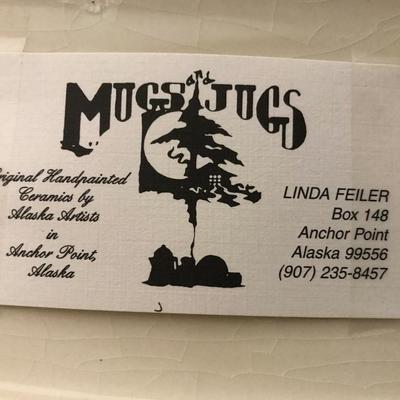 MUGS and JUGS
Original Handpainted
Ceramics by
Alaska Artists
in
Anchor Point,
Alaska
LINDA FEILER
Box 148
Anchor Point
Alaska 99556
(907) 235-8457